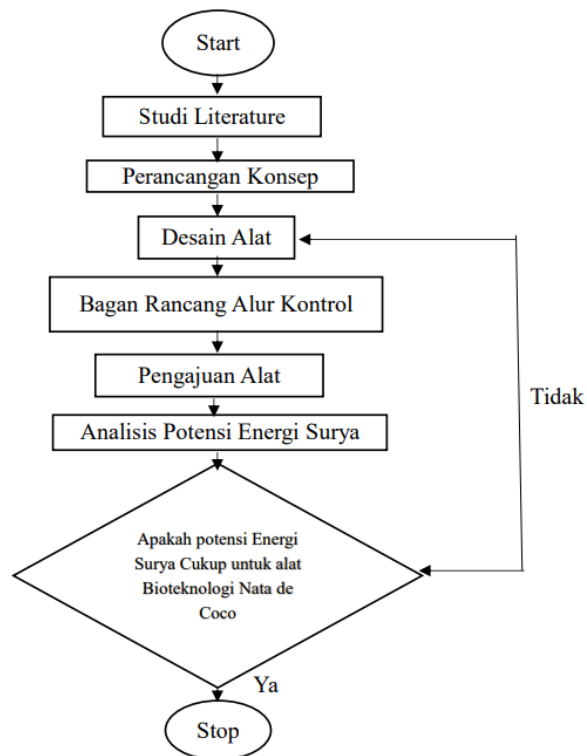 Start
Studi Literature
Perancangan Konsep
Desain Alat
Bagan Rancang Alur Kontrol
Pengajuan Alat
Tidak
Analisis Potensi Energi Surya
Apakah potensi Energi
Surya Cukup untuk alat
Bioteknologi Nata de
Coco
Ya
Stop